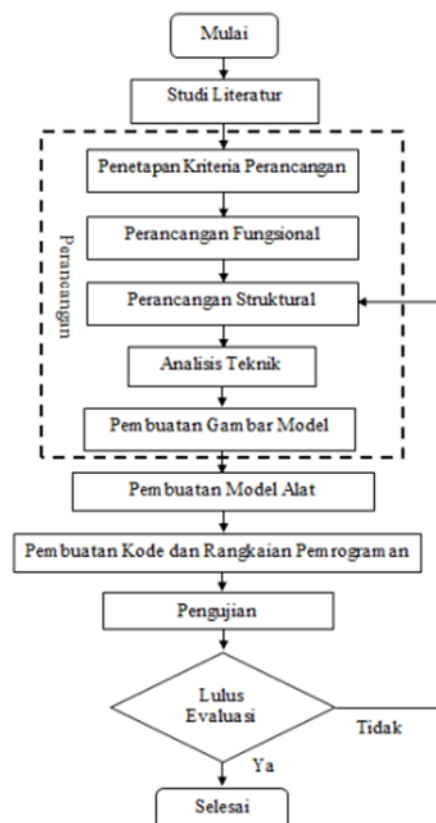 Mulai
Studi Literatur
Penetapan Kriteria Perancangan
Perancangan Fungsional
Perancangan
Perancangan Struktural
Analisis Teknik
Pembuatan Gambar Model
Pembuatan Model Alat
Pembuatan Kode dan Rangkaian Pemrograman
Pengujian
Lulus
Evaluasi
Tidak
Ya
Selesai